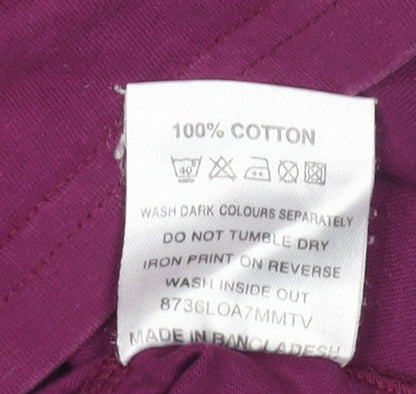 100% COTTON
40°
WASH DARK COLOURS SEPARATELY
DO NOT TUMBLE DRY
IRON PRINT ON REVERSE
WASH INSIDE OUT
8736LOA7MMTV
MADE IN BANGLADESH